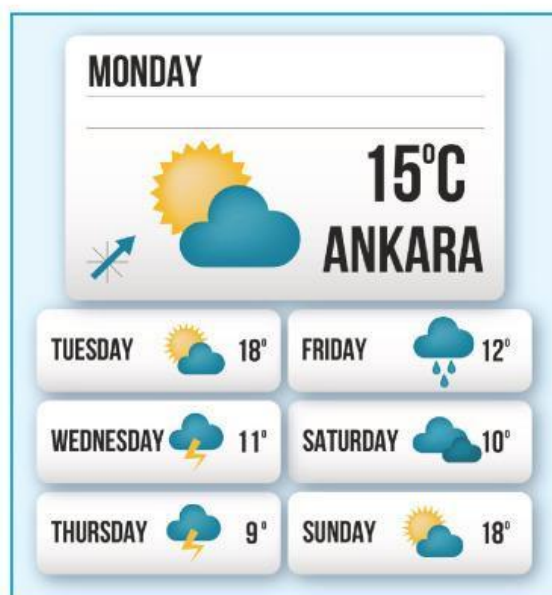 MONDAY
15°C
ANKARA
TUESDAY 18°
FRIDAY 12°
WEDNESDAY 11°
SATURDAY 10°
THURSDAY 9°
SUNDAY 18°